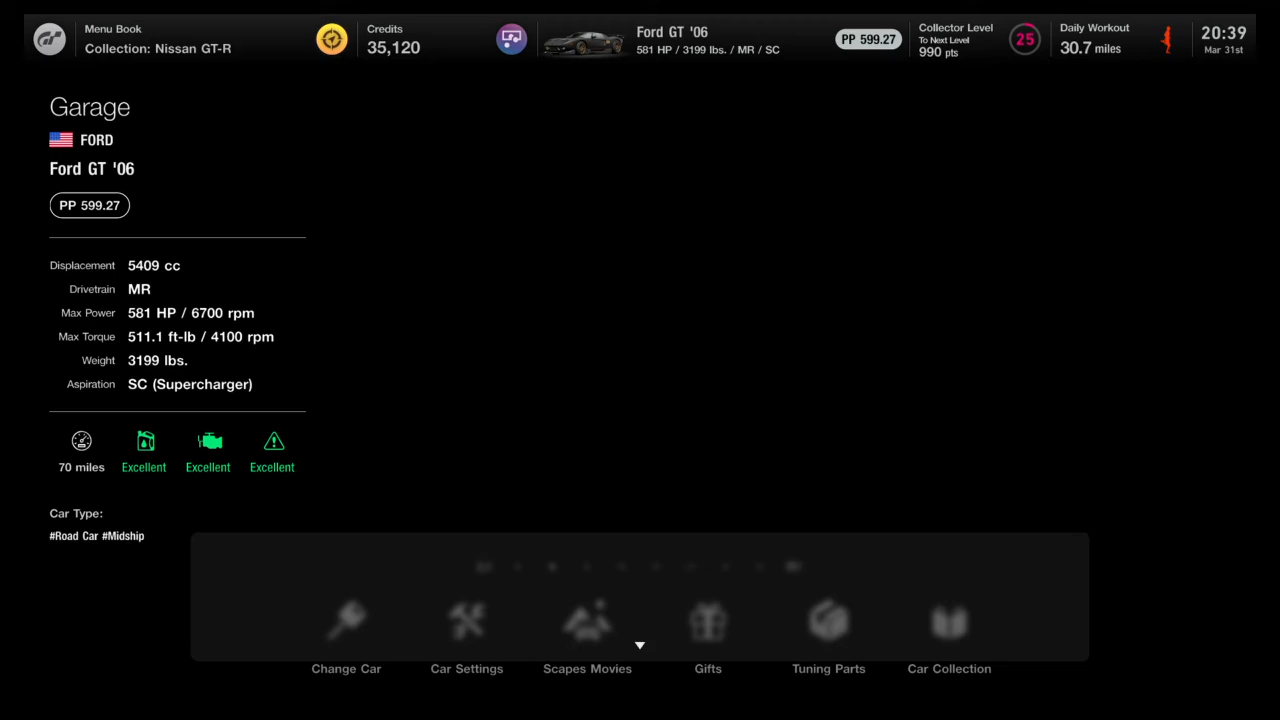 Menu Book
Collection: Nissan GT-R
Credits
35,120
Ford GT '06
581 HP / 3199 lbs. / MR / SC
PP 599.27
Collector Level
To Next Level
990 pts
25
Daily Workout
30.7 miles
20:39
Mar 31st
Garage
FORD
Ford GT '06
PP 599.27
Displacement 5409 cc
Drivetrain MR
Max Power 581 HP / 6700 rpm
Max Torque 511.1 ft-lb / 4100 rpm
Weight 3199 lbs.
Aspiration SC (Supercharger)
70 miles Excellent Excellent Excellent
Car Type:
#Road Car #Midship
Change Car Car Settings Scapes Movies Gifts Tuning Parts Car Collection